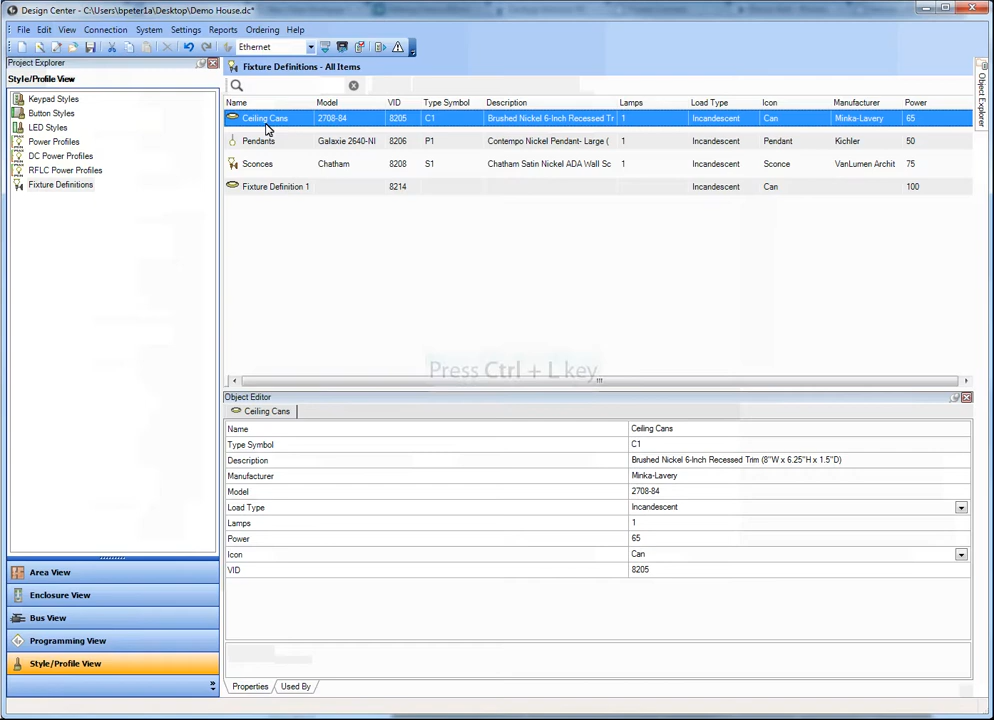 Design Center - C:\Users\bpeter1a\Desktop\Demo House.dc*
File Edit View Connection System Settings Reports Ordering Help
Ethernet
Project Explorer
Style/Profile View
Keypad Styles
Button Styles
LED Styles
Power Profiles
DC Power Profiles
RFLC Power Profiles
Fixture Definitions
Area View
Enclosure View
Bus View
Programming View
Style/Profile View
Fixture Definitions - All Items
Name Model VID Type Symbol Description Lamps Load Type Icon Manufacturer Power
Ceiling Cans 2708-84 8205 C1 Brushed Nickel 6-Inch Recessed Tr 1 Incandescent Can Minka-Lavery 65
Pendants Galaxie 2640-NI 8206 P1 Contempo Nickel Pendant- Large ( 1 Incandescent Pendant Kichler 50
Sconces Chatham 8208 S1 Chatham Satin Nickel ADA Wall Sc 1 Incandescent Sconce VanLumen Archit 75
Fixture Definition 1 8214 Incandescent Can 100
Press Ctrl + L key
Object Editor
Ceiling Cans
Name Ceiling Cans
Type Symbol C1
Description Brushed Nickel 6-Inch Recessed Trim (8"W x 6.25"H x 1.5"D)
Manufacturer Minka-Lavery
Model 2708-84
Load Type Incandescent
Lamps 1
Power 65
Icon Can
VID 8205
Properties Used By
Object Explorer